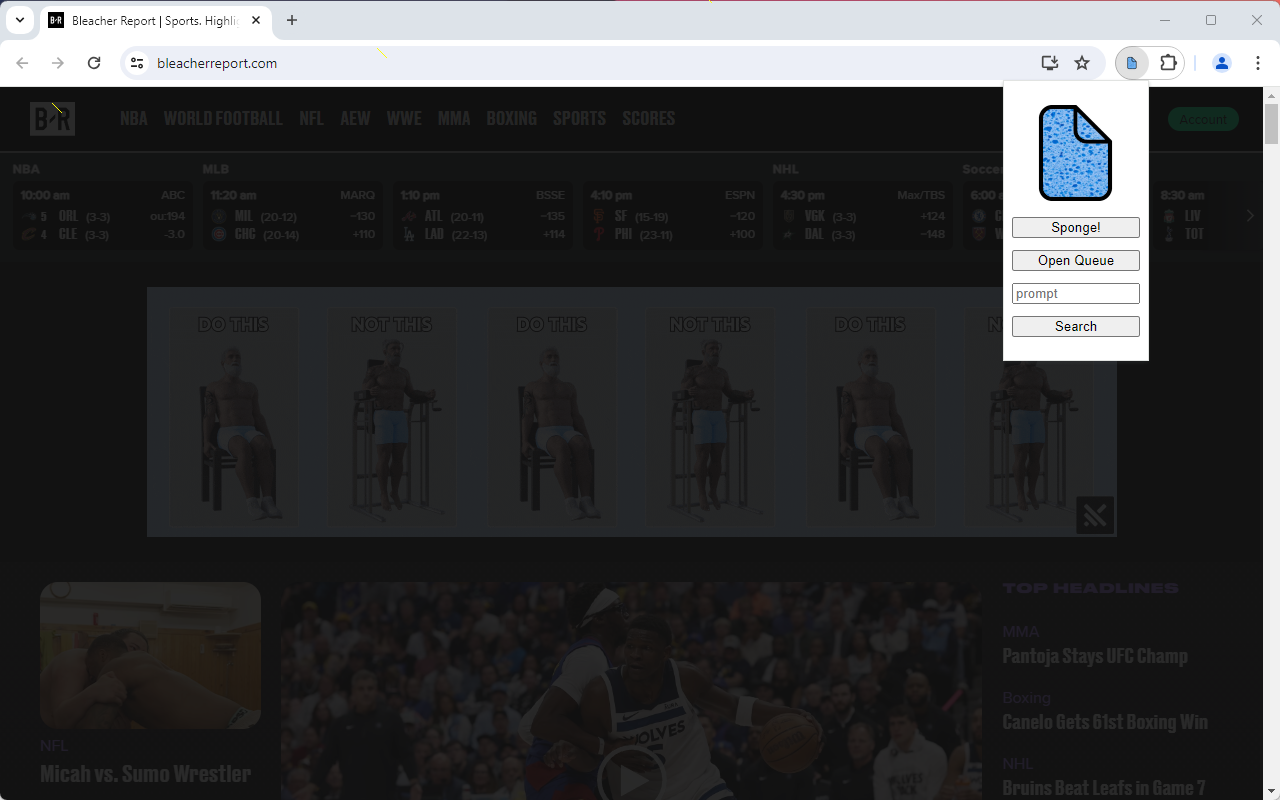 Bleacher Report | Sports. Highli
bleacherreport.com
B/R
NBA WORLD FOOTBALL NFL AEW WWE MMA BOXING SPORTS SCORES
Account
NBA
10:00 am ABC
5 ORL (3-3) ou:194
4 CLE (3-3) -3.0
MLB
11:20 am MARQ
MIL (20-12) −130
CHC (20-14) +110
1:10 pm BSSE
ATL (20-11) −135
LAD (22-13) +114
4:10 pm ESPN
SF (15-19) −120
PHI (23-11) +100
NHL
4:30 pm Max/TBS
VGK (3-3) +124
DAL (3-3) −148
Soccer
6:00
8:30 am
LIV
TOT
Sponge!
Open Queue
prompt
Search
DO THIS NOT THIS DO THIS NOT THIS DO THIS
NFL
Micah vs. Sumo Wrestler
WOLVES
TOP HEADLINES
MMA
Pantoja Stays UFC Champ
Boxing
Canelo Gets 61st Boxing Win
NHL
Bruins Beat Leafs in Game 7